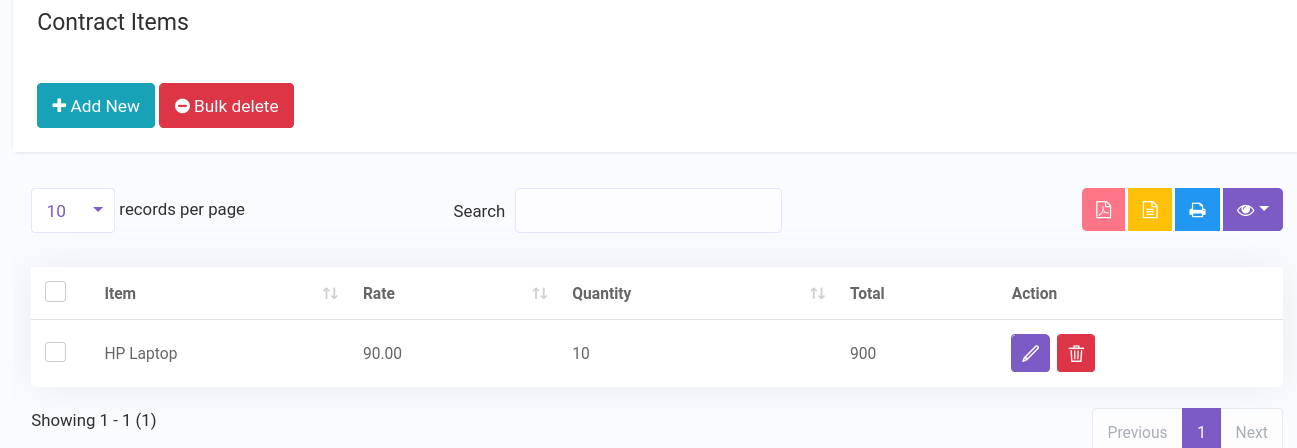 Contract Items
Add New Bulk delete
10 records per page Search
Item Rate Quantity Total Action
HP Laptop 90.00 10 900
Showing 1 - 1 (1)
Previous 1 Next